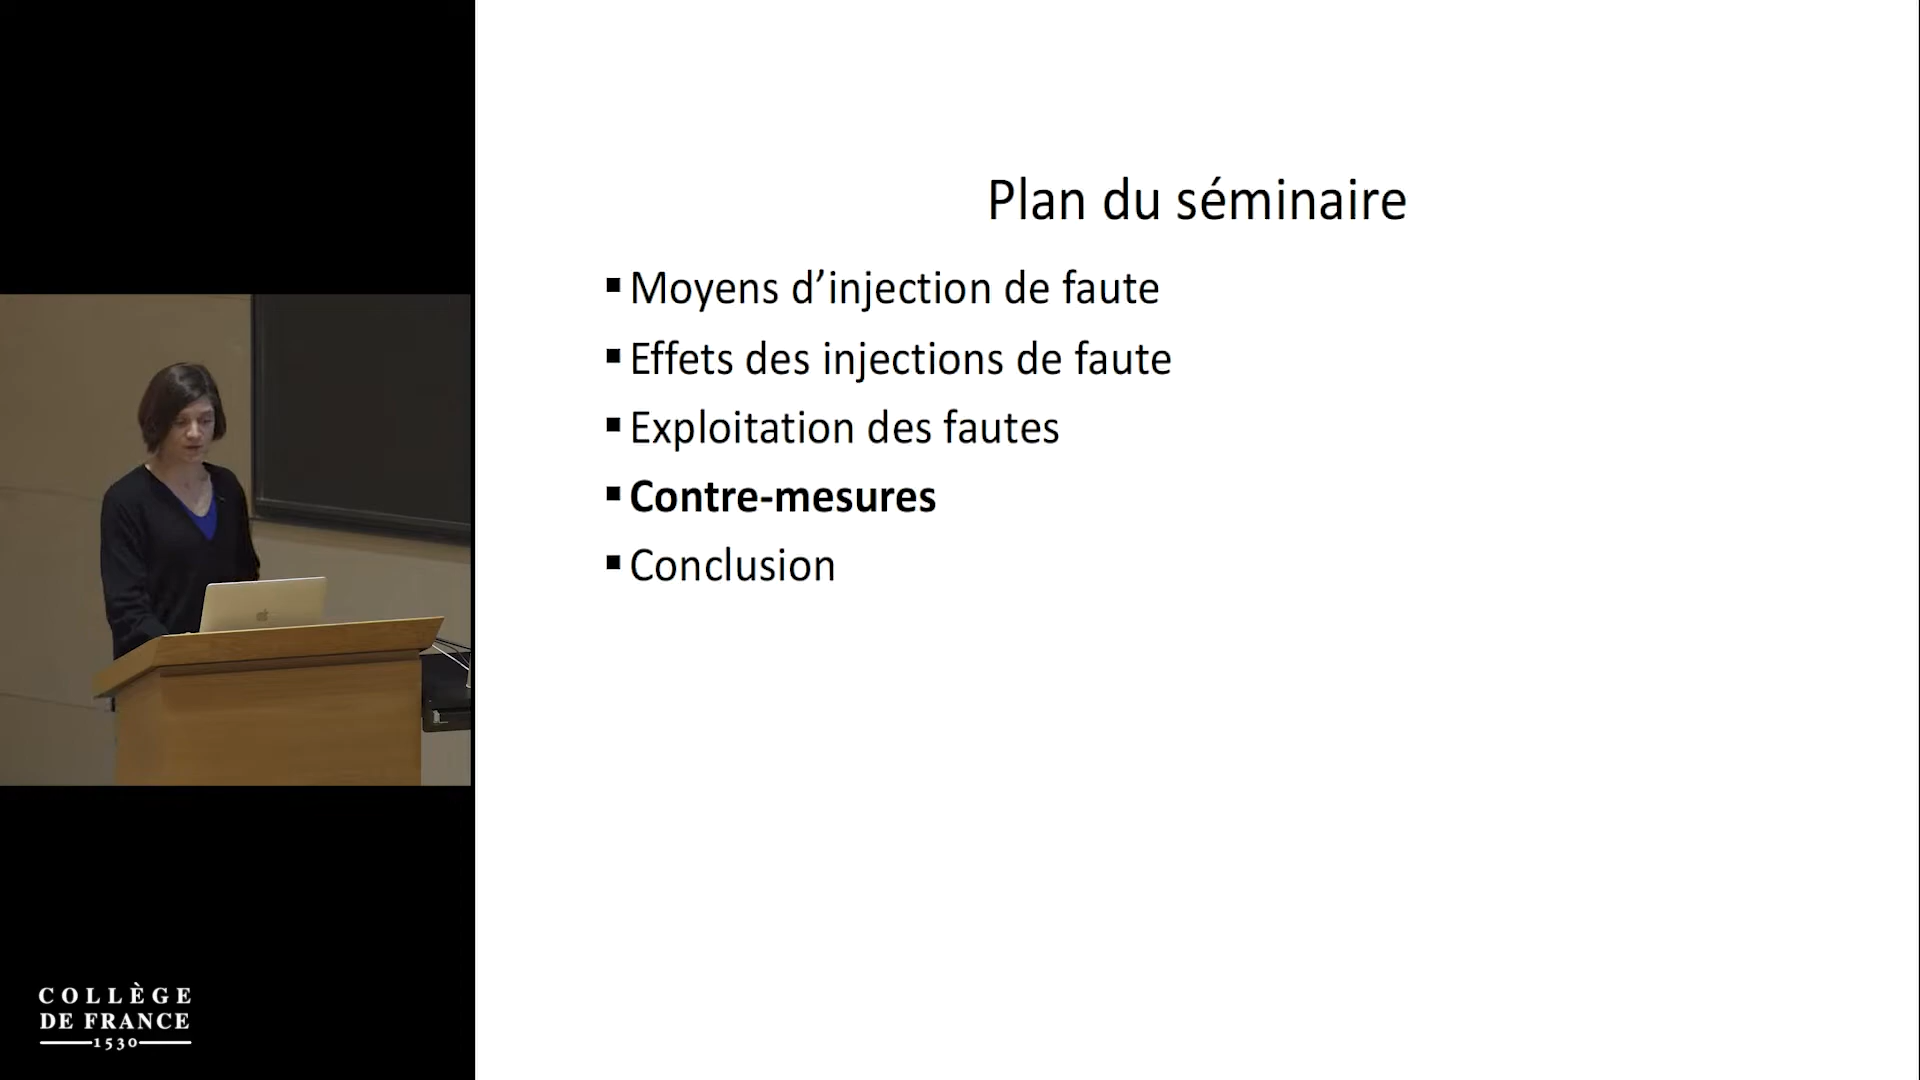 Plan du séminaire
▪ Moyens d’injection de faute
▪ Effets des injections de faute
▪ Exploitation des fautes
▪ Contre-mesures
▪ Conclusion
COLLÈGE
DE FRANCE
1530